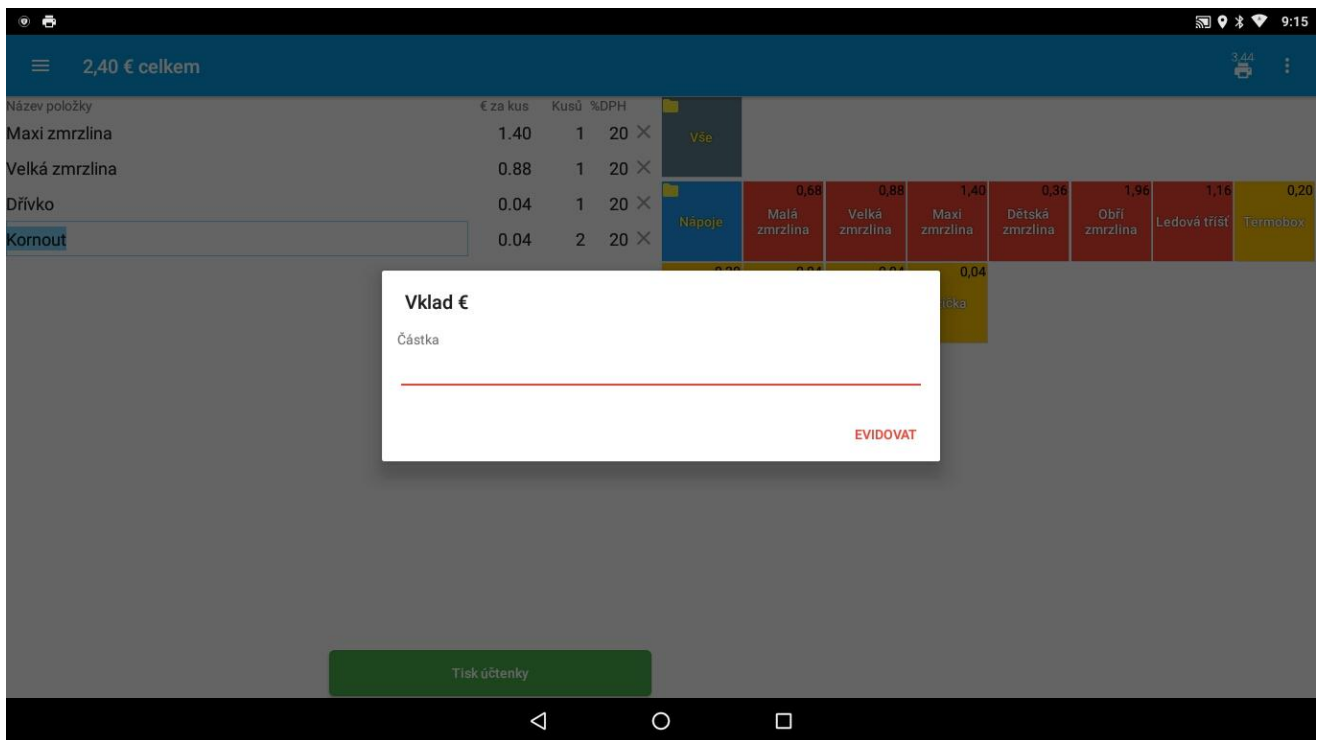 9:15
2,40 € celkem
3,44
Název položky € za kus Kusů %DPH
Maxi zmrzlina 1.40 1 20
Velká zmrzlina 0.88 1 20
Dřívko 0.04 1 20
Kornout 0.04 2 20
Vše
Nápoje
0,68
Malá
zmrzlina
0,88
Velká
zmrzlina
1,40
Maxi
zmrzlina
0,36
Dětská
zmrzlina
1,96
Obří
zmrzlina
1,16
Ledová tříšť
0,20
Termobox
0,04
Vklad €
Částka
EVIDOVAT
Tisk účtenky